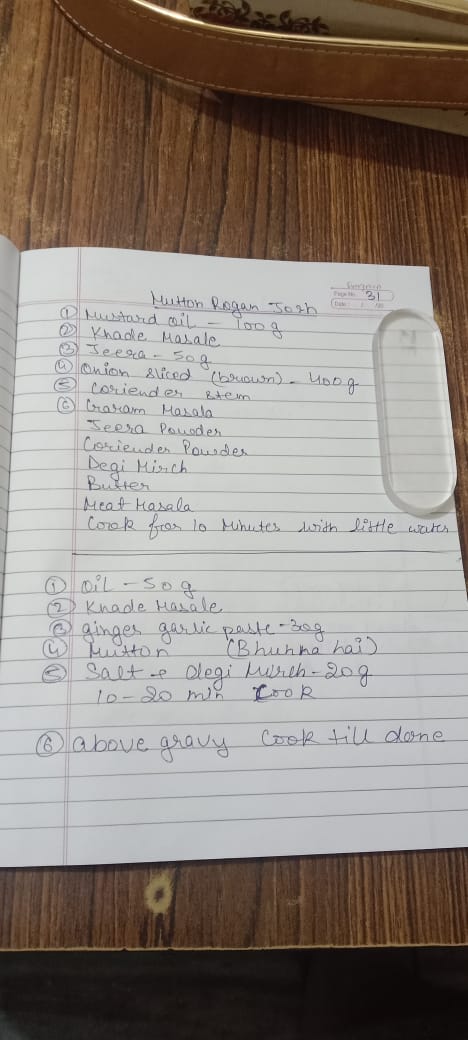 Page No. 31
Date / /20
Mutton Rogan Josh
① Mustard oil - 100g
② Khade Masale
③ Jeera - 50g
④ Onion sliced (brown) - 400g
⑤ Coriender stem
⑥ Garam Masala
Jeera Powder
Coriender Powder
Degi Mirch
Butter
Meat Masala
Cook for 10 Minutes with little water
① oil - 50g
② Khade Masale
③ ginger garlic paste - 30g
④ Mutton (Bhunna hai)
⑤ Salt → Degi Mirch - 20g
10-20 min Cook
⑥ above gravy Cook till done